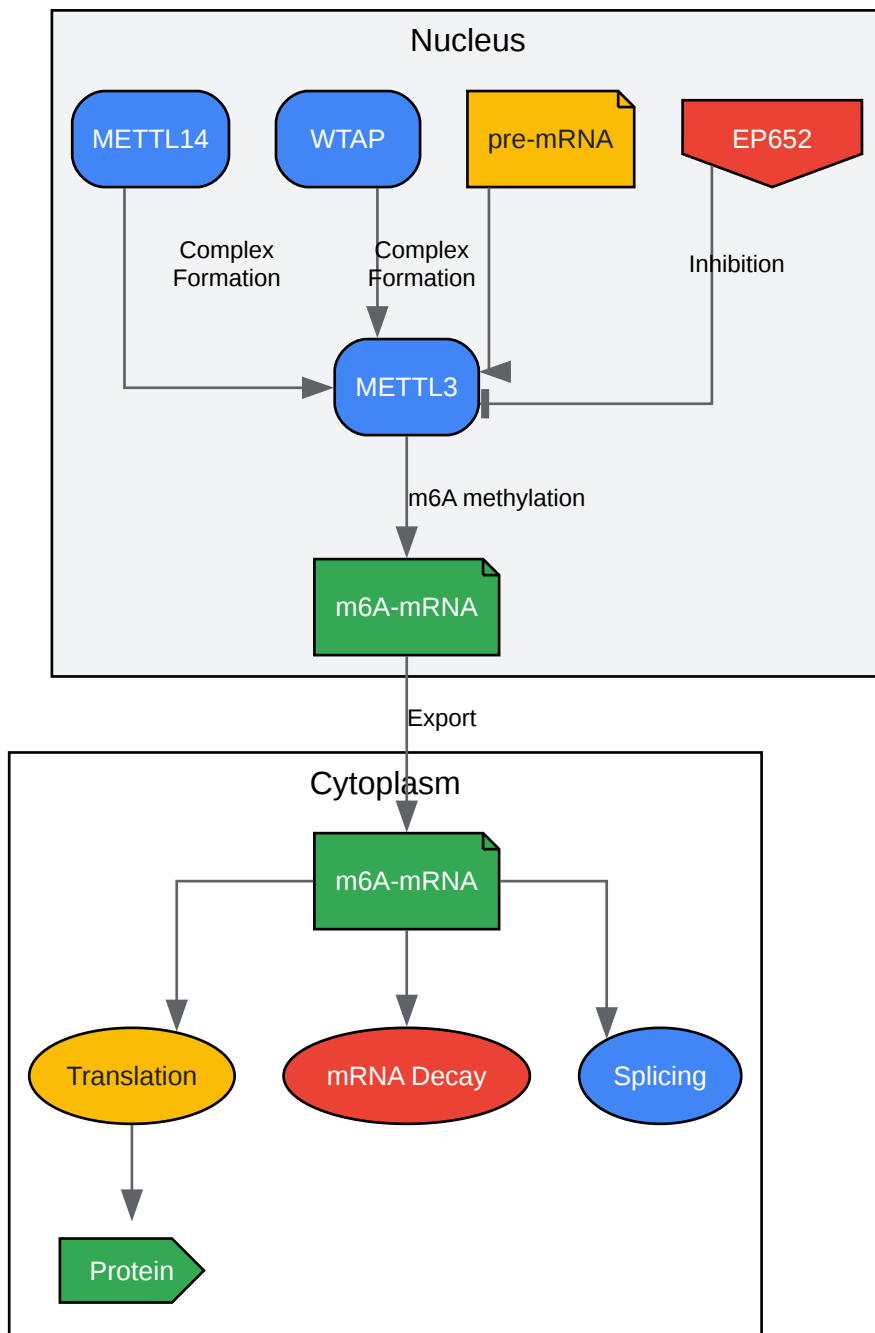 Nucleus
METTL14
WTAP
pre-mRNA
EP652
Complex
Formation
Complex
Formation
Inhibition
METTL3
m6A methylation
m6A-mRNA
Export
Cytoplasm
m6A-mRNA
Translation
mRNA Decay
Splicing
Protein